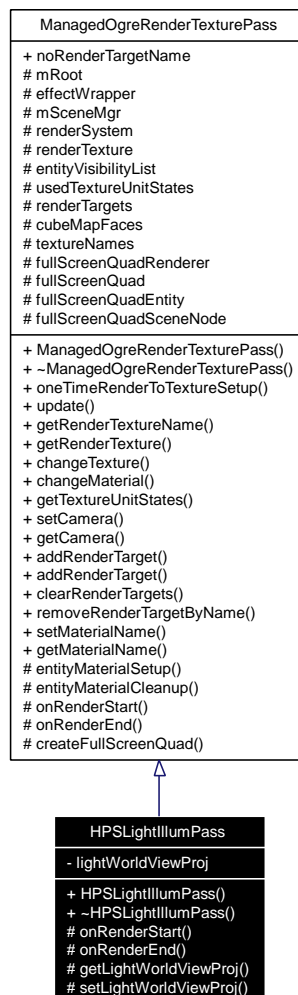 ManagedOgreRenderTexturePass
+ noRenderTargetName
# mRoot
# effectWrapper
# mSceneMgr
# renderSystem
# renderTexture
# entityVisibilityList
# usedTextureUnitStates
# renderTargets
# cubeMapFaces
# textureNames
# fullScreenQuadRenderer
# fullScreenQuad
# fullScreenQuadEntity
# fullScreenQuadSceneNode
+ ManagedOgreRenderTexturePass()
+ ~ManagedOgreRenderTexturePass()
+ oneTimeRenderToTextureSetup()
+ update()
+ getRenderTextureName()
+ getRenderTexture()
+ changeTexture()
+ changeMaterial()
+ getTextureUnitStates()
+ setCamera()
+ getCamera()
+ addRenderTarget()
+ addRenderTarget()
+ clearRenderTargets()
+ removeRenderTargetByName()
+ setMaterialName()
+ getMaterialName()
# entityMaterialSetup()
# entityMaterialCleanup()
# onRenderStart()
# onRenderEnd()
# createFullScreenQuad()
HPSLightIllumPass
- lightWorldViewProj
+ HPSLightIllumPass()
+ ~HPSLightIllumPass()
# onRenderStart()
# onRenderEnd()
# getLightWorldViewProj()
# setLightWorldViewProj()